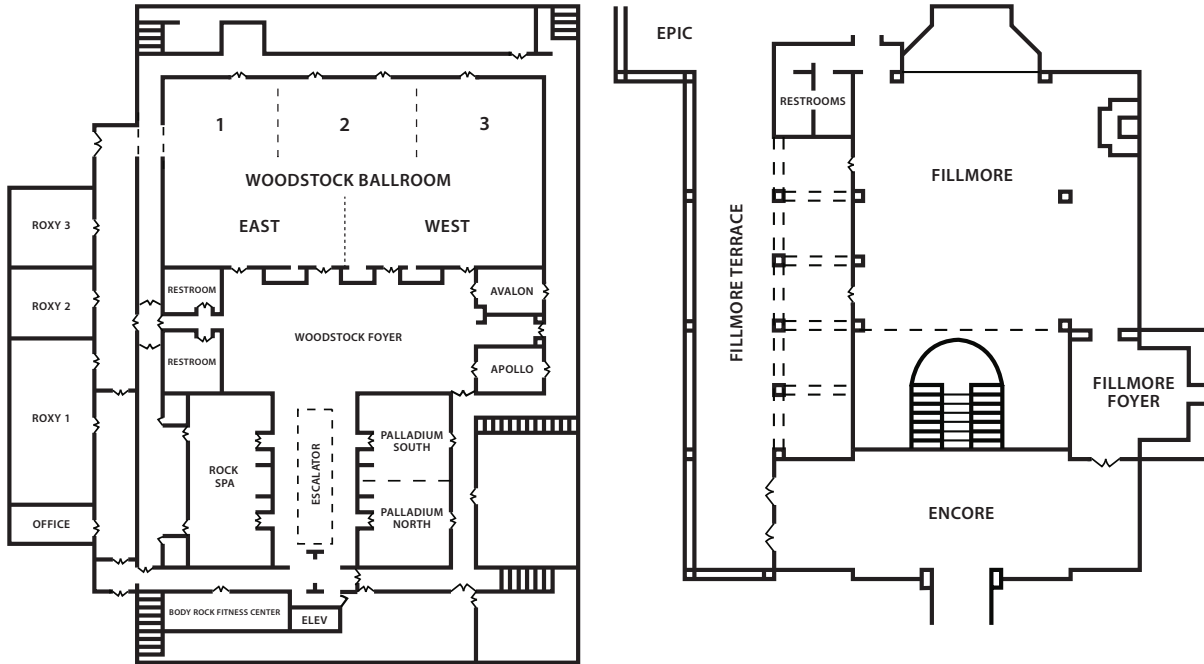 1
2
3
WOODSTOCK BALLROOM
EAST
WEST
ROXY 3
ROXY 2
ROXY 1
OFFICE
RESTROOM
RESTROOM
WOODSTOCK FOYER
AVALON
APOLLO
ROCK
SPA
ESCALATOR
PALLADIUM
SOUTH
PALLADIUM
NORTH
BODY ROCK FITNESS CENTER
ELEV
EPIC
RESTROOMS
FILLMORE
FILLMORE TERRACE
FILLMORE
FOYER
ENCORE